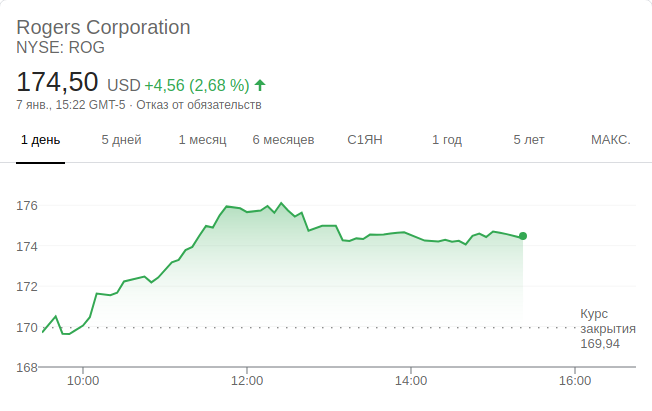 Rogers Corporation
NYSE: ROG
174,50 USD +4,56 (2,68 %)
7 янв., 15:22 GMT-5 · Отказ от обязательств
1 день 5 дней 1 месяц 6 месяцев С1ЯН 1 год 5 лет МАКС.
176
174
172
170
168
Курс
закрытия
169,94
10:00 12:00 14:00 16:00